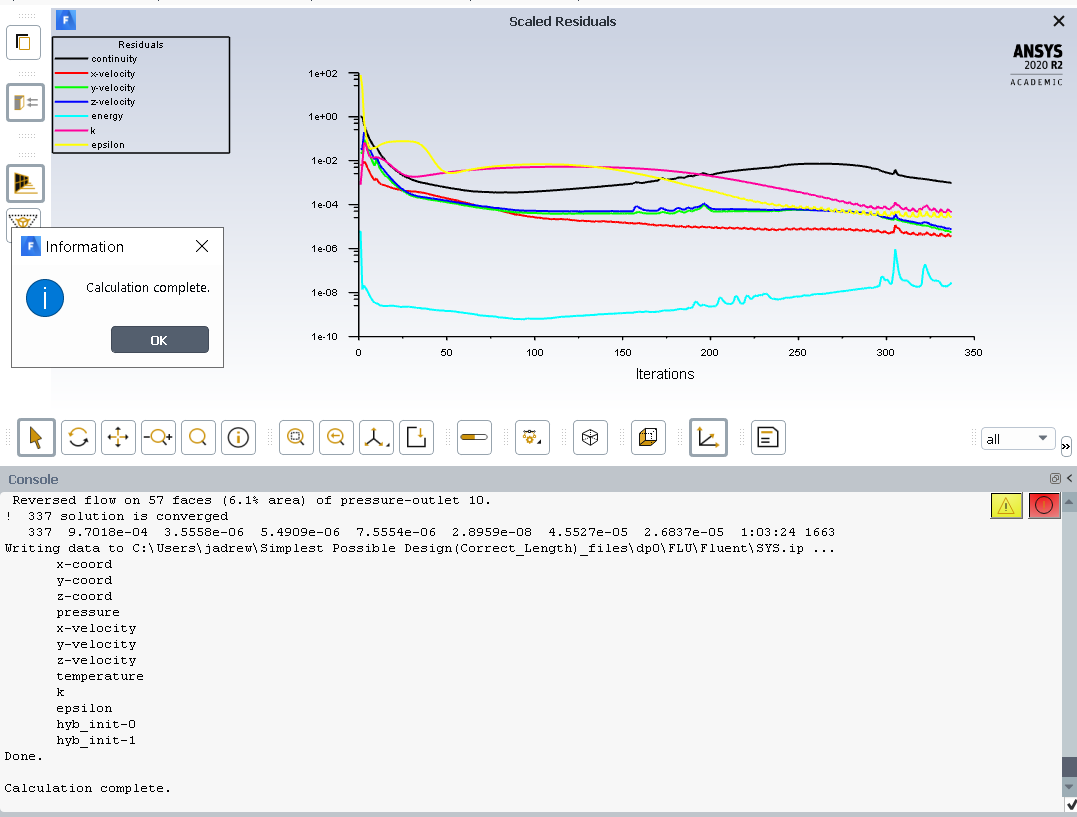 Scaled Residuals
ANSYS
2020 R2
ACADEMIC
Residuals
continuity
x-velocity
y-velocity
z-velocity
energy
k
epsilon
1e+02
1e+00
1e-02
1e-04
1e-06
1e-08
1e-10
0 50 100 150 200 250 300 350
Iterations
Information
Calculation complete.
OK
all
Console
Reversed flow on 57 faces (6.1% area) of pressure-outlet 10.
! 337 solution is converged
337 9.7018e-04 3.5558e-06 5.4909e-06 7.5554e-06 2.8959e-08 4.5527e-05 2.6837e-05 1:03:24 1663
Writing data to C:\Users\jadrew\Simplest Possible Design(Correct_Length)_files\dp0\FLU\Fluent\SYS.ip ...
x-coord
y-coord
z-coord
pressure
x-velocity
y-velocity
z-velocity
temperature
k
epsilon
hyb_init-0
hyb_init-1
Done.
Calculation complete.